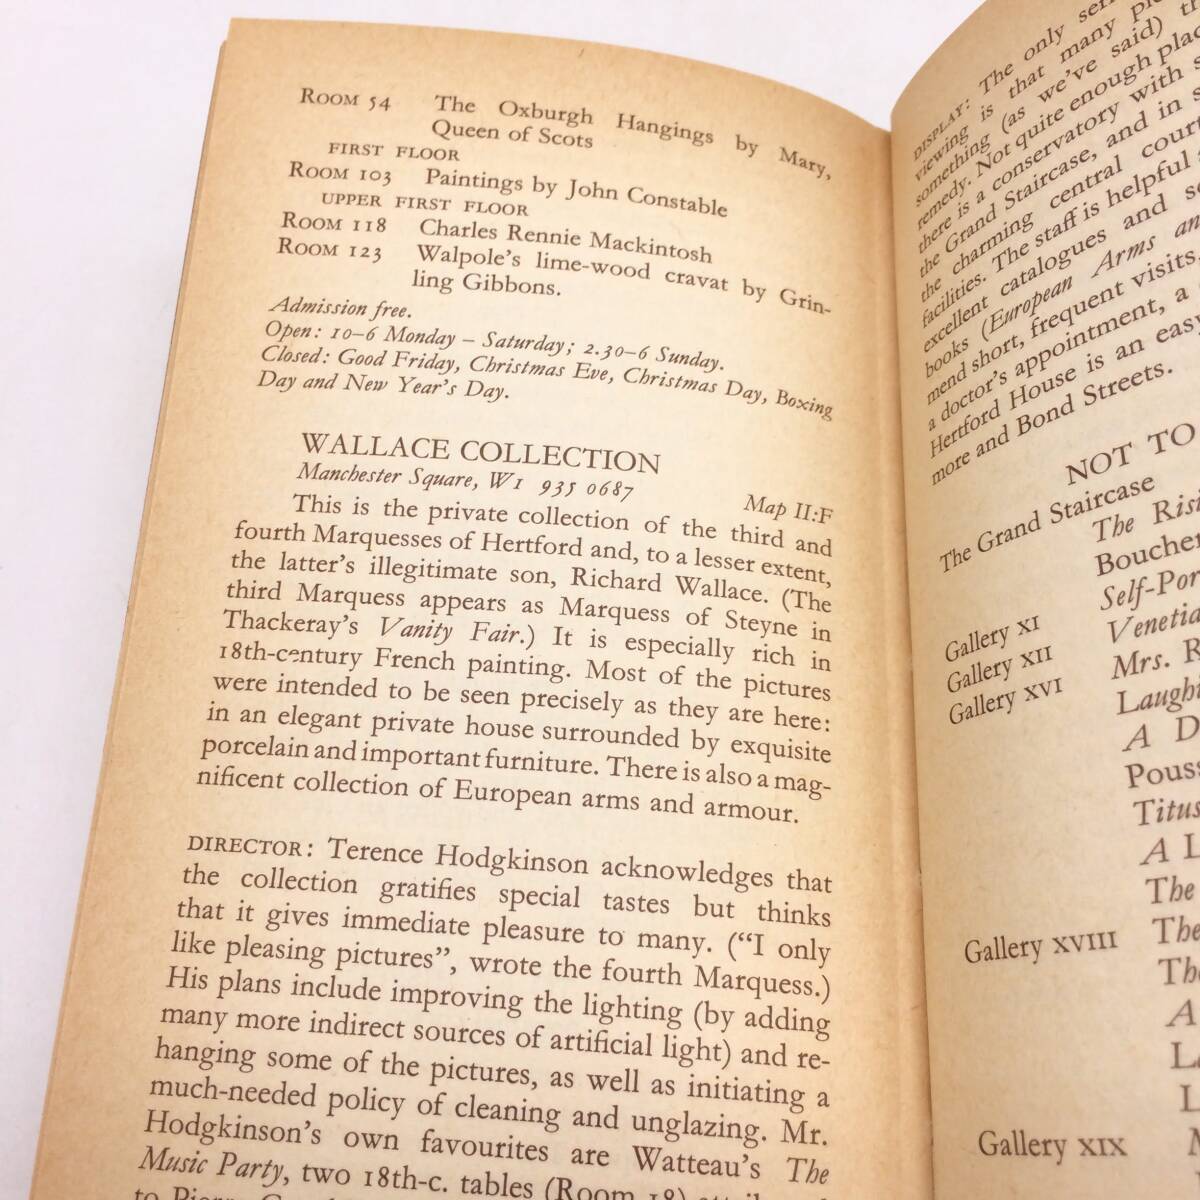 ROOM 54 The Oxburgh Hangings by Mary,
Queen of Scots
FIRST FLOOR
ROOM 103 Paintings by John Constable
UPPER FIRST FLOOR
ROOM 118 Charles Rennie Mackintosh
ROOM 123 Walpole's lime-wood cravat by Grin-
ling Gibbons.
Admission free.
Open: 10–6 Monday – Saturday; 2.30–6 Sunday.
Closed: Good Friday, Christmas Eve, Christmas Day, Boxing
Day and New Year's Day.
WALLACE COLLECTION
Manchester Square, W1 935 0687 Map II:F
This is the private collection of the third and
fourth Marquesses of Hertford and, to a lesser extent,
the latter's illegitimate son, Richard Wallace. (The
third Marquess appears as Marquess of Steyne in
Thackeray's Vanity Fair.) It is especially rich in
18th-century French painting. Most of the pictures
were intended to be seen precisely as they are here:
in an elegant private house surrounded by exquisite
porcelain and important furniture. There is also a mag-
nificent collection of European arms and armour.
DIRECTOR: Terence Hodgkinson acknowledges that
the collection gratifies special tastes but thinks
that it gives immediate pleasure to many. ("I only
like pleasing pictures", wrote the fourth Marquess.)
His plans include improving the lighting (by adding
many more indirect sources of artificial light) and re-
hanging some of the pictures, as well as initiating a
much-needed policy of cleaning and unglazing. Mr.
Hodgkinson's own favourites are Watteau's The
Music Party, two 18th-c. tables (Room 18)
to Pierre
DISPLAY: The only
viewing is that many
something (as we've said)
remedy. Not quite enough
there is a conservatory with
the Grand Staircase, and in
the charming central
facilities. The staff is helpful
excellent catalogues and
books (European Arms
mend short, frequent visits,
a doctor's appointment, a
Hertford House is an easy
more and Bond Streets.
NOT TO
The Grand Staircase
The
Boucher
Gallery XI Self-
Gallery XII
Gallery XVI Mrs.
A
Titus
A
The
Gallery XVIII The
The
A
Gallery XIX